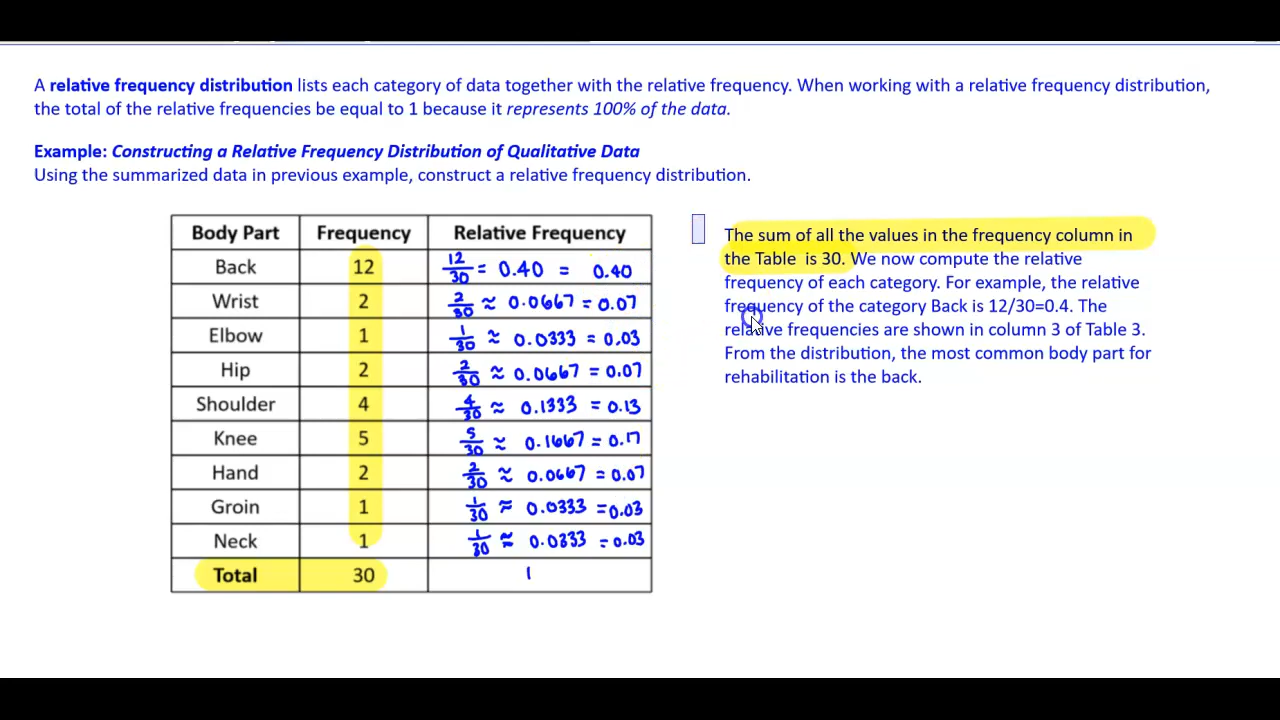 A relative frequency distribution lists each category of data together with the relative frequency. When working with a relative frequency distribution,
the total of the relative frequencies be equal to 1 because it represents 100% of the data.
Example: Constructing a Relative Frequency Distribution of Qualitative Data
Using the summarized data in previous example, construct a relative frequency distribution.
Body Part Frequency Relative Frequency
Back 12 12/30 = 0.40 = 0.40
Wrist 2 2/30 ≈ 0.0667 = 0.07
Elbow 1 1/30 ≈ 0.0333 = 0.03
Hip 2 2/30 ≈ 0.0667 = 0.07
Shoulder 4 4/30 ≈ 0.1333 = 0.13
Knee 5 5/30 ≈ 0.1667 = 0.17
Hand 2 2/30 ≈ 0.0667 = 0.07
Groin 1 1/30 ≈ 0.0333 = 0.03
Neck 1 1/30 ≈ 0.0333 = 0.03
Total 30 1
The sum of all the values in the frequency column in
the Table is 30. We now compute the relative
frequency of each category. For example, the relative
frequency of the category Back is 12/30=0.4. The
relative frequencies are shown in column 3 of Table 3.
From the distribution, the most common body part for
rehabilitation is the back.